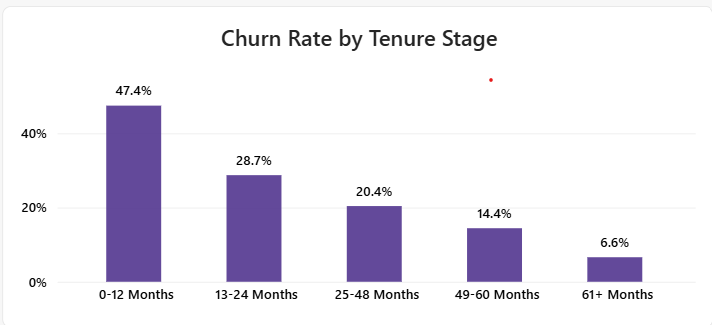 Churn Rate by Tenure Stage
47.4%
28.7%
20.4%
14.4%
6.6%
40%
20%
0%
0-12 Months
13-24 Months
25-48 Months
49-60 Months
61+ Months